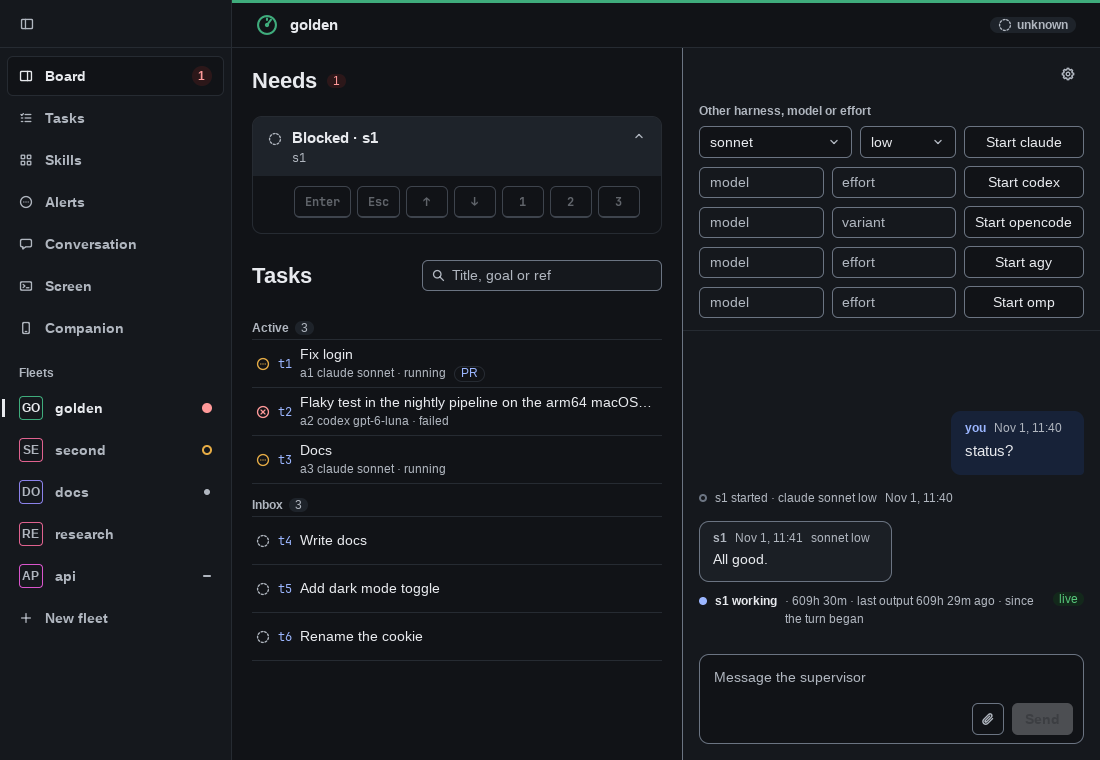 golden
unknown
Board
1
Tasks
Skills
Alerts
Conversation
Screen
Companion
Fleets
GO golden
SE second
DO docs
RE research
AP api
New fleet
Needs 1
Blocked · s1
s1
Enter Esc ↑ ↓ 1 2 3
Tasks
Title, goal or ref
Active 3
t1 Fix login
a1 claude sonnet · running PR
t2 Flaky test in the nightly pipeline on the arm64 macOS…
a2 codex gpt-6-luna · failed
t3 Docs
a3 claude sonnet · running
Inbox 3
t4 Write docs
t5 Add dark mode toggle
t6 Rename the cookie
Other harness, model or effort
sonnet low Start claude
model effort Start codex
model variant Start opencode
model effort Start agy
model effort Start omp
you Nov 1, 11:40
status?
s1 started · claude sonnet low Nov 1, 11:40
s1 Nov 1, 11:41 sonnet low
All good.
s1 working · 609h 30m · last output 609h 29m ago · since live
the turn began
Message the supervisor
Send